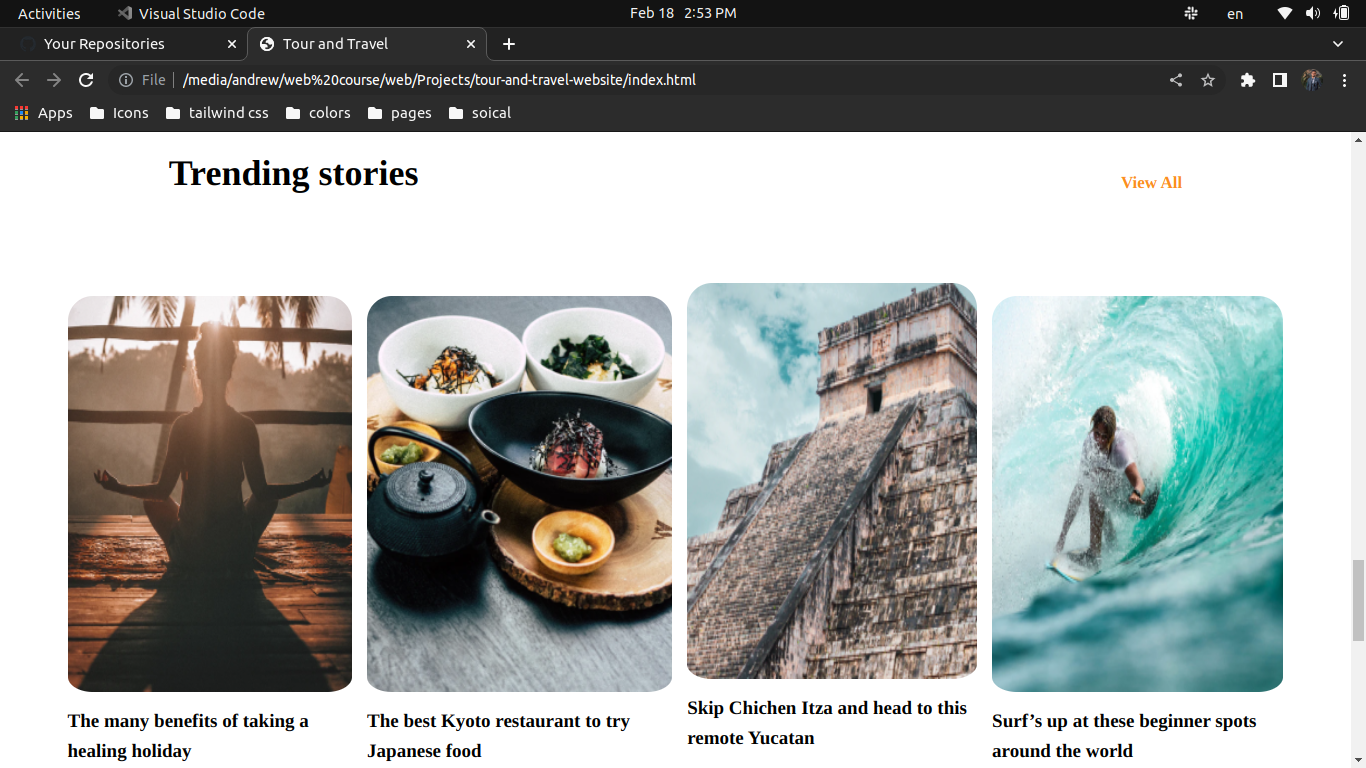 Activities Visual Studio Code Feb 18 2:53 PM en
Your Repositories Tour and Travel
File /media/andrew/web%20course/web/Projects/tour-and-travel-website/index.html
Apps Icons tailwind css colors pages soical
Trending stories
View All
The many benefits of taking a
healing holiday
The best Kyoto restaurant to try
Japanese food
Skip Chichen Itza and head to this
remote Yucatan
Surf’s up at these beginner spots
around the world